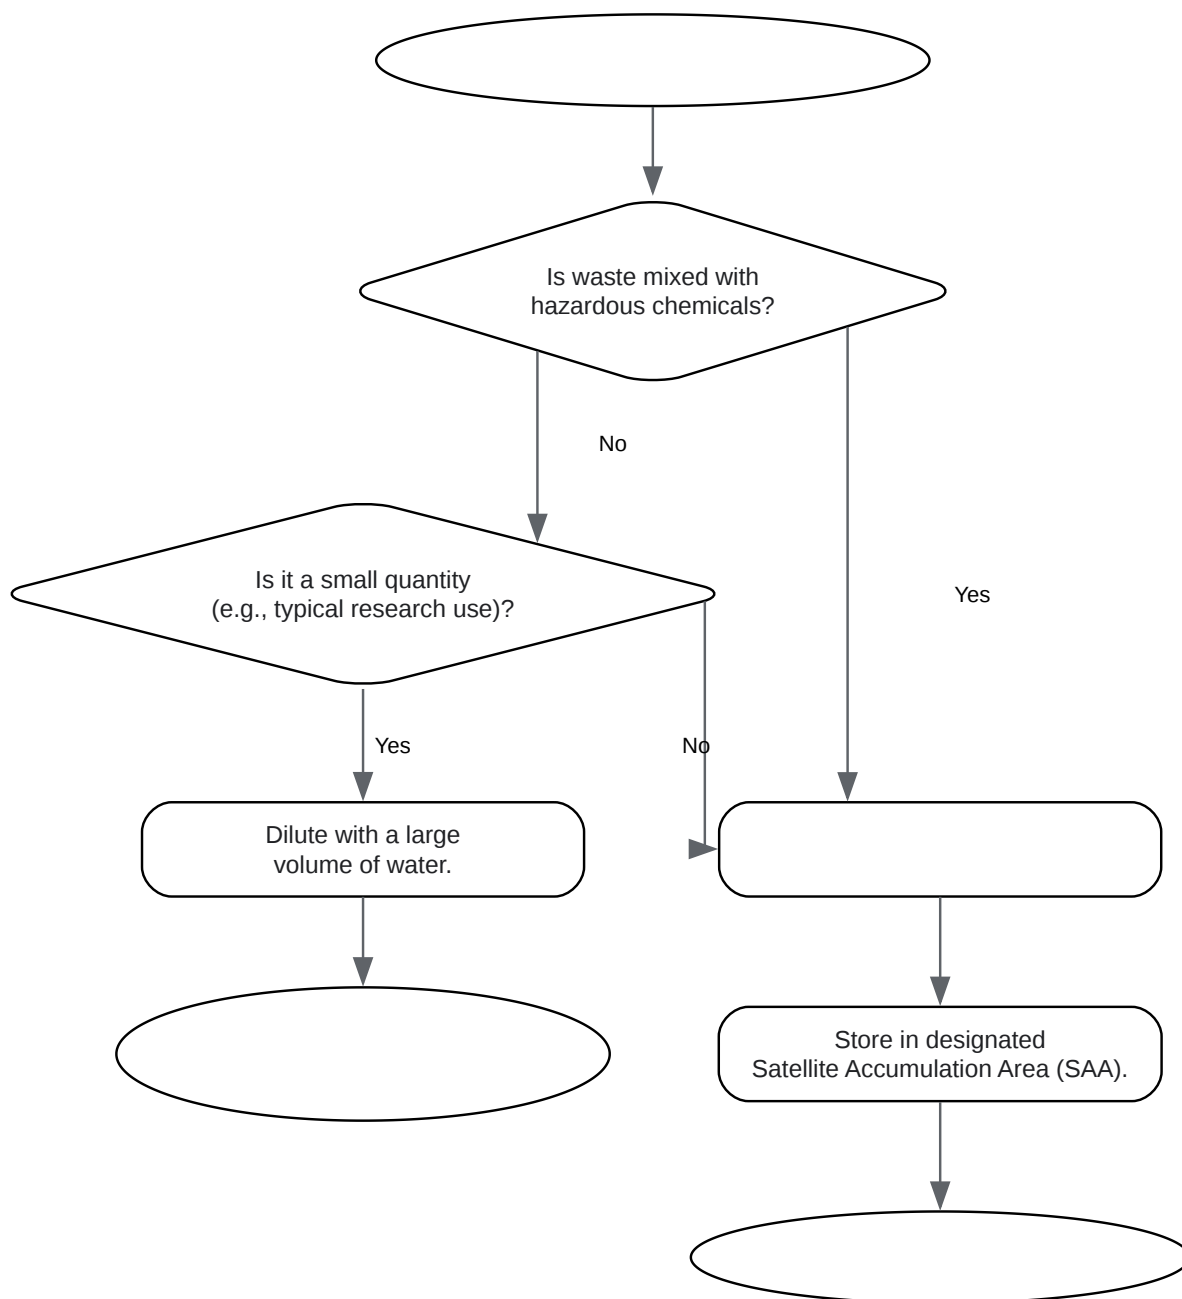 Is waste mixed with
hazardous chemicals?
No
Is it a small quantity
(e.g., typical research use)?
Yes
Yes
No
Dilute with a large
volume of water.
Store in designated
Satellite Accumulation Area (SAA).